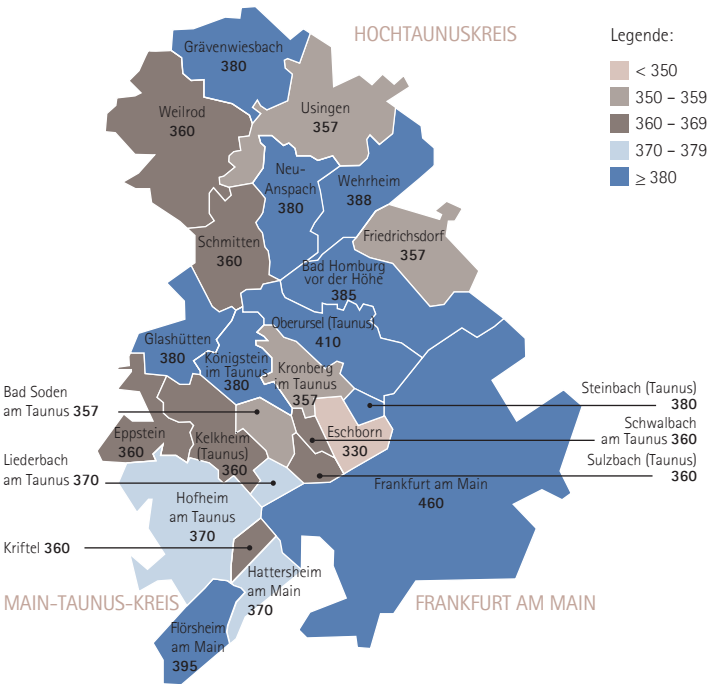 HOCHTAUNUSKREIS
Legende:
< 350
350 – 359
360 – 369
370 – 379
≥ 380
Grävenwiesbach
380
Weilrod
360
Usingen
357
Neu-
Anspach
380
Wehrheim
388
Schmitten
360
Friedrichsdorf
357
Bad Homburg
vor der Höhe
385
Oberursel (Taunus)
410
Glashütten
380
Königstein
im Taunus
380
Kronberg
im Taunus
357
Bad Soden
am Taunus 357
Steinbach (Taunus)
380
Schwalbach
am Taunus 360
Sulzbach (Taunus)
360
Eppstein
360
Kelkheim
(Taunus)
360
Eschborn
330
Liederbach
am Taunus 370
Frankfurt am Main
460
Hofheim
am Taunus
370
Kriftel 360
Hattersheim
am Main
370
MAIN-TAUNUS-KREIS
FRANKFURT AM MAIN
Flörsheim
am Main
395